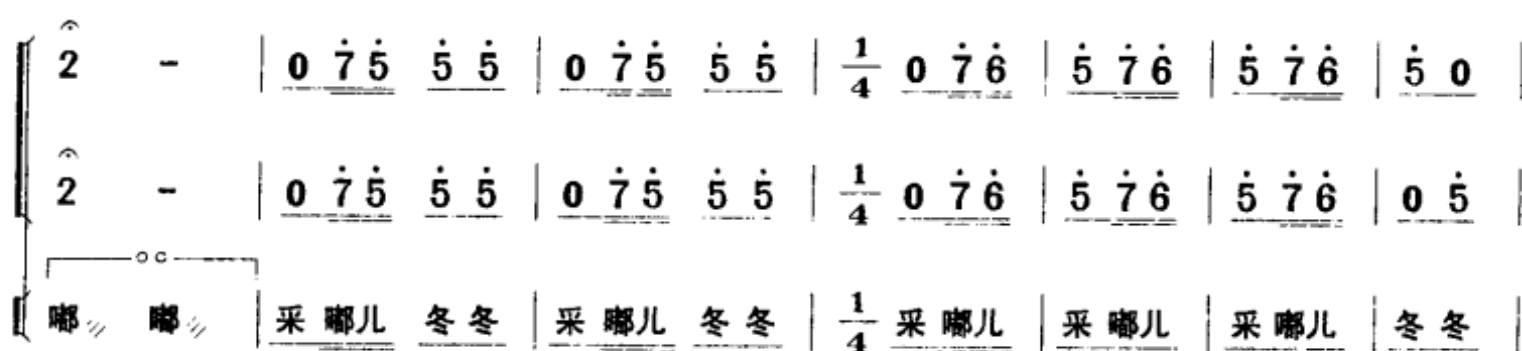 2 - | 0 7̇ 5̇ 5̇ 5̇ | 0 7̇ 5̇ 5̇ 5̇ | 1/4 0 7̇ 6̇ | 5̇ 7̇ 6̇ | 5̇ 7̇ 6̇ | 5̇ 0 |
2 - | 0 7̇ 5̇ 5̇ 5̇ | 0 7̇ 5̇ 5̇ 5̇ | 1/4 0 7̇ 6̇ | 5̇ 7̇ 6̇ | 5̇ 7̇ 6̇ | 0 5̇ |
嘟 嘟 | 采 嘟儿 冬 冬 | 采 嘟儿 冬 冬 | 1/4 采 嘟儿 | 采 嘟儿 | 采 嘟儿 | 冬 冬 |